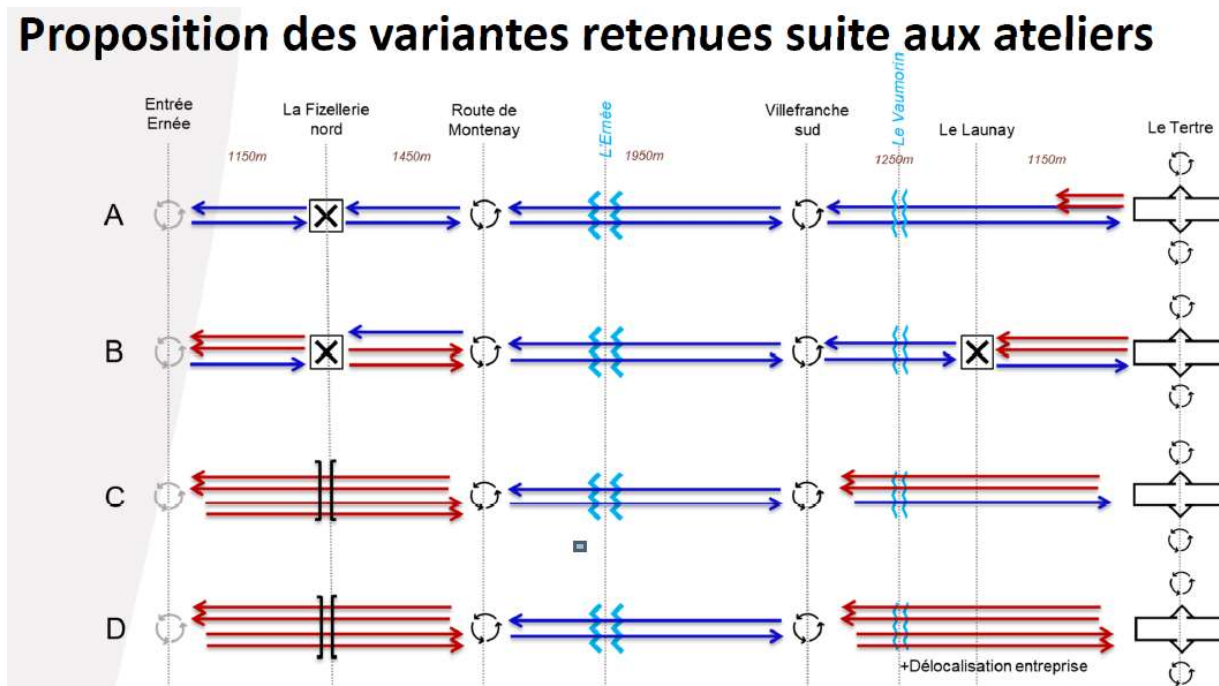 Proposition des variantes retenues suite aux ateliers
Entrée
Ernée
La Fizellerie
nord
Route de
Montenay
L'Ernée
Villefranche
sud
Le Vaumorin
Le Launay
Le Tertre
1150m
1450m
1950m
1250m
1150m
A
B
C
D
+Délocalisation entreprise